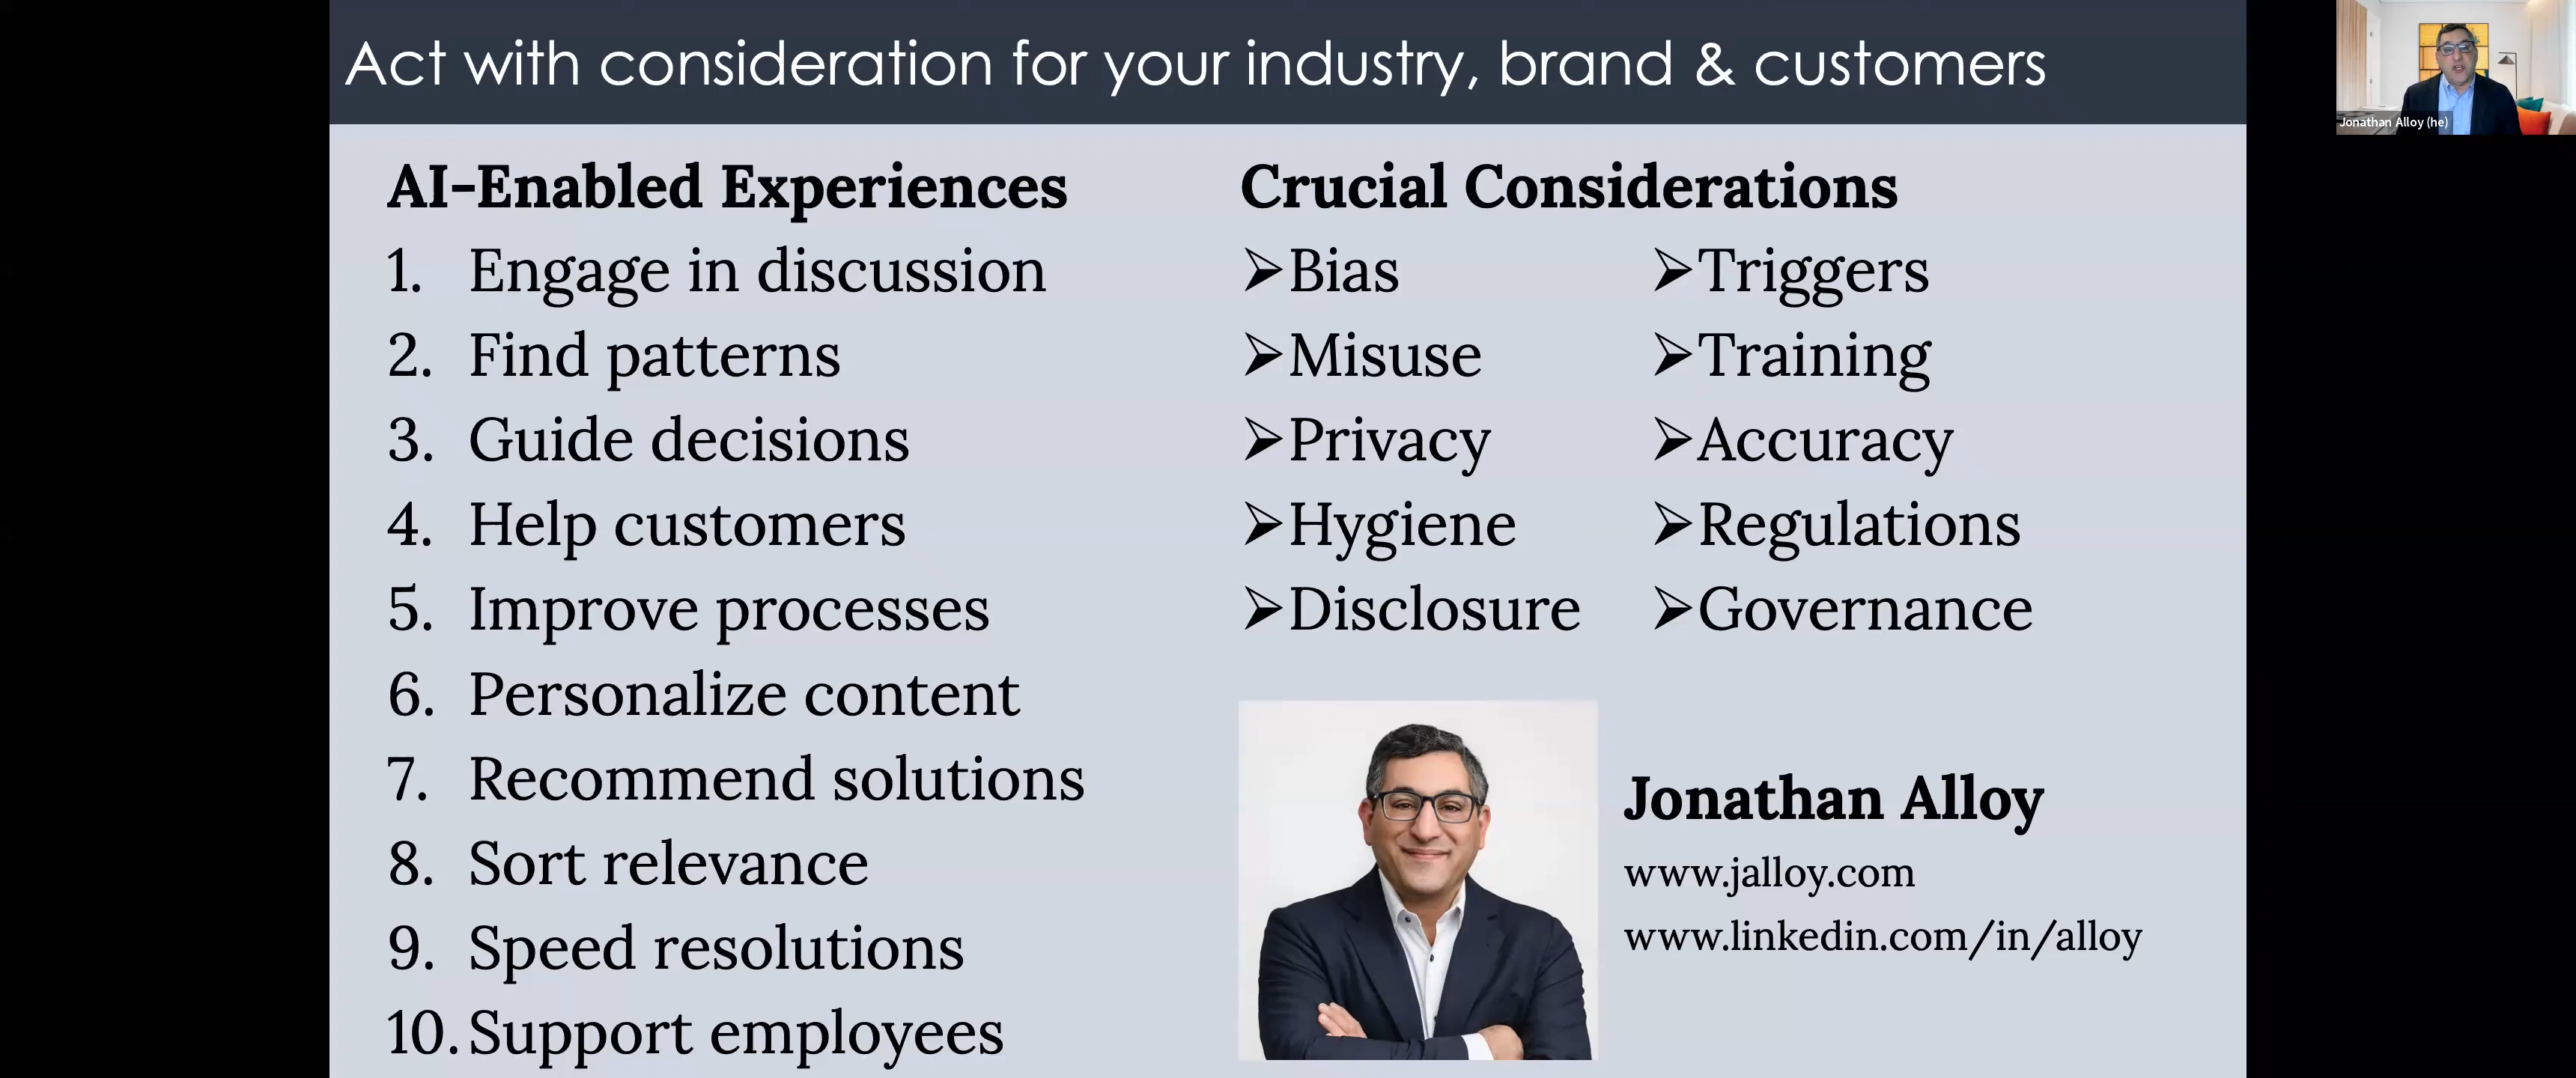 Act with consideration for your industry, brand & customers
AI-Enabled Experiences
1. Engage in discussion
2. Find patterns
3. Guide decisions
4. Help customers
5. Improve processes
6. Personalize content
7. Recommend solutions
8. Sort relevance
9. Speed resolutions
10. Support employees
Crucial Considerations
➢Bias
➢Misuse
➢Privacy
➢Hygiene
➢Disclosure
➢Triggers
➢Training
➢Accuracy
➢Regulations
➢Governance
Jonathan Alloy
www.jalloy.com
www.linkedin.com/in/alloy
Jonathan Alloy (he)